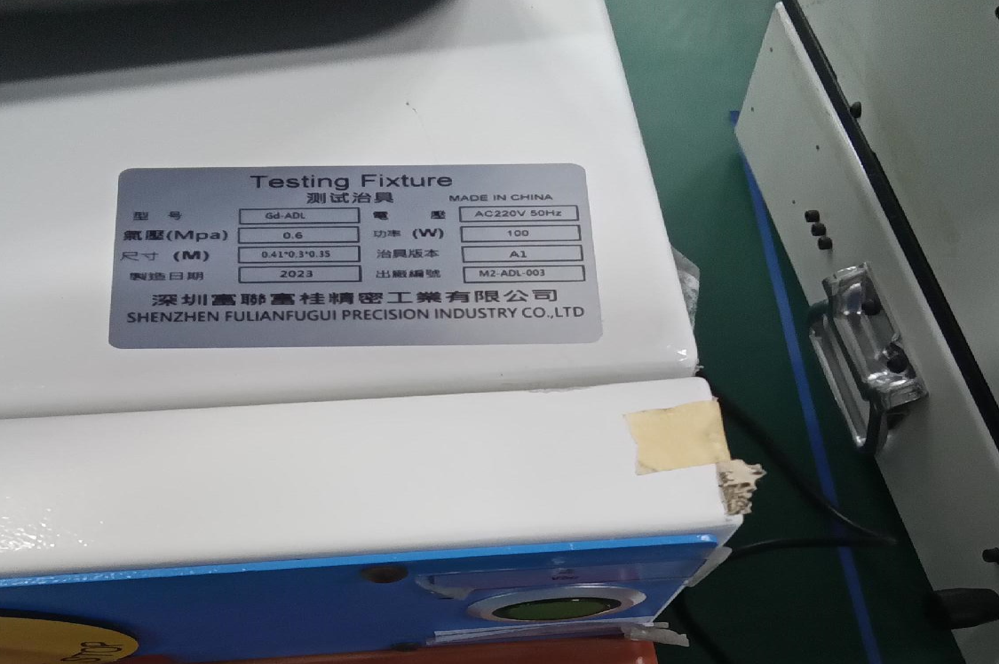 Testing Fixture
测试治具 MADE IN CHINA
型 号 Gd-ADL 電 壓 AC220V 50Hz
氣壓(Mpa) 0.6 功率 (W) 100
尺寸 (M) 0.41*0.3*0.35 治具版本 A1
製造日期 2023 出廠編號 M2-ADL-003
深圳富聯富桂精密工業有限公司
SHENZHEN FULIANFUGUI PRECISION INDUSTRY CO.,LTD